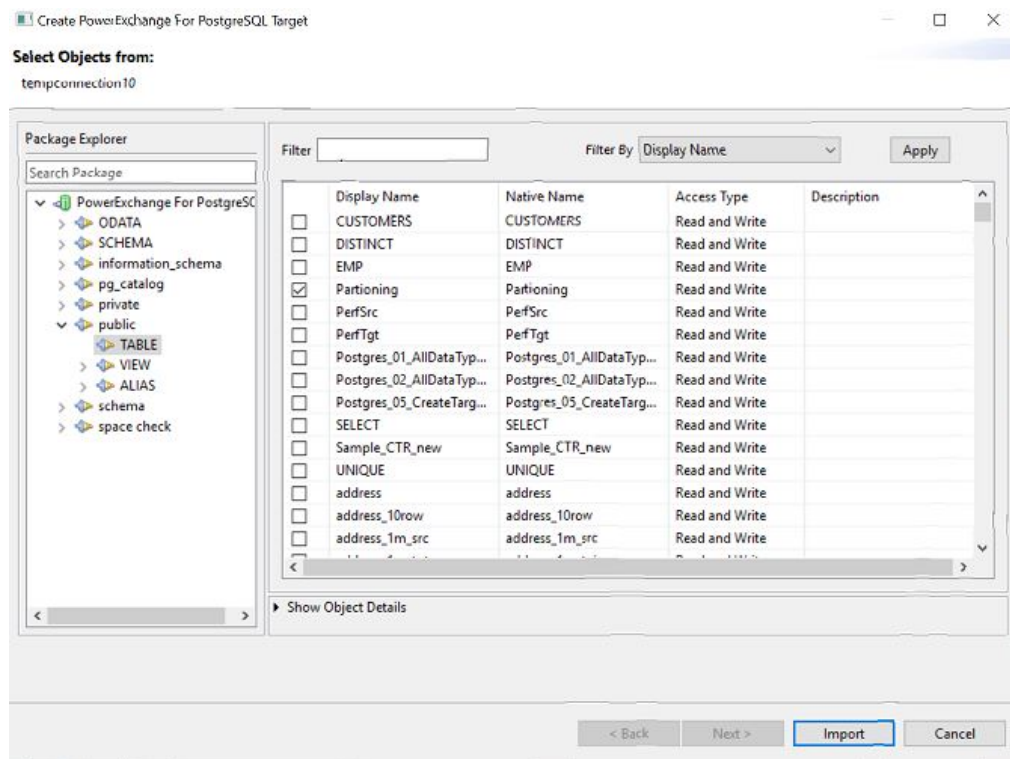 Create PowerExchange For PostgreSQL Target
Select Objects from:
tempconnection10
Package Explorer
Search Package
PowerExchange For PostgreSC
ODATA
SCHEMA
information_schema
pg_catalog
private
public
TABLE
VIEW
ALIAS
schema
space check
Filter Filter By Display Name Apply
Display Name Native Name Access Type Description
CUSTOMERS CUSTOMERS Read and Write
DISTINCT DISTINCT Read and Write
EMP EMP Read and Write
Partioning Partioning Read and Write
PerfSrc PerfSrc Read and Write
PerfTgt PerfTgt Read and Write
Postgres_01_AllDataTyp... Postgres_01_AllDataTyp... Read and Write
Postgres_02_AllDataTyp... Postgres_02_AllDataTyp... Read and Write
Postgres_05_CreateTarg... Postgres_05_CreateTarg... Read and Write
SELECT SELECT Read and Write
Sample_CTR_new Sample_CTR_new Read and Write
UNIQUE UNIQUE Read and Write
address address Read and Write
address_10row address_10row Read and Write
address_1m_src address_1m_src Read and Write
Show Object Details
< Back Next > Import Cancel